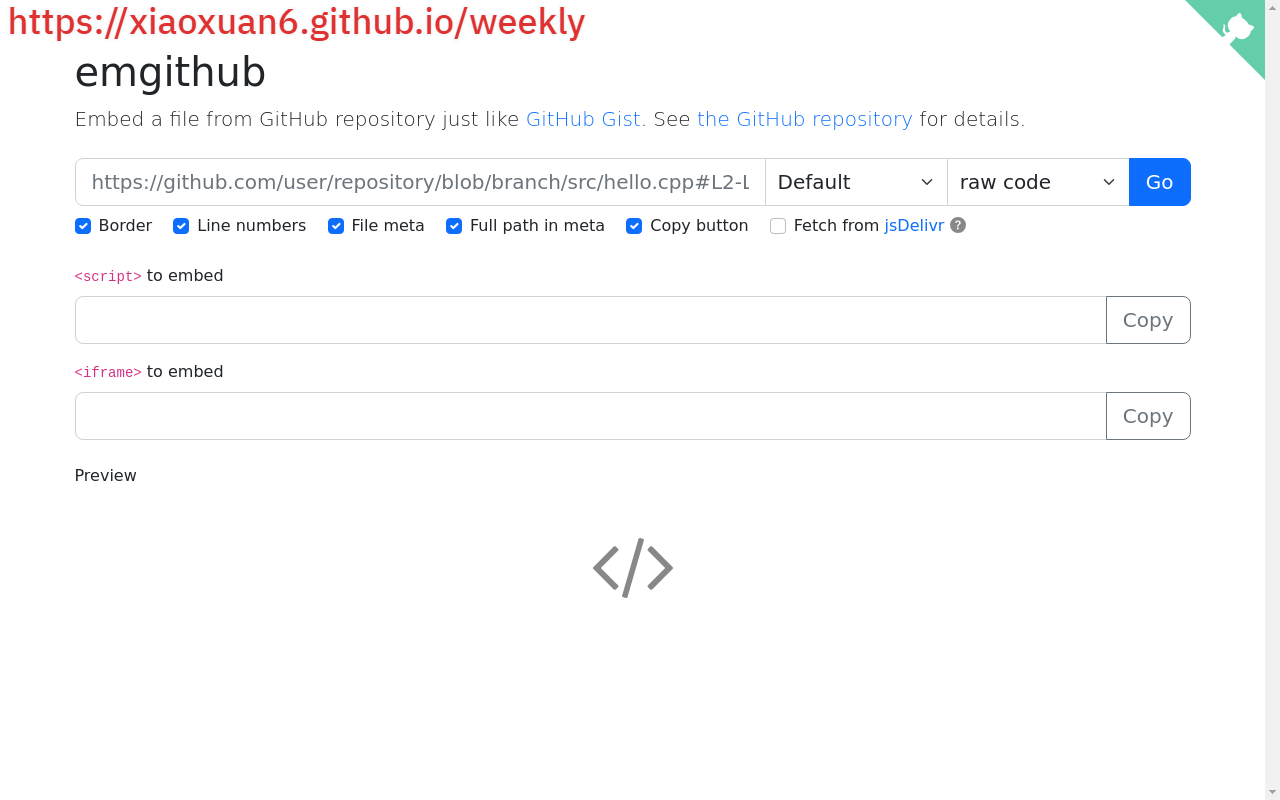 https://xiaoxuan6.github.io/weekly
emgithub
Embed a file from GitHub repository just like GitHub Gist. See the GitHub repository for details.
https://github.com/user/repository/blob/branch/src/hello.cpp#L2-L Default raw code Go
Border Line numbers File meta Full path in meta Copy button Fetch from jsDelivr ?
<script> to embed
Copy
<iframe> to embed
Copy
Preview
</>